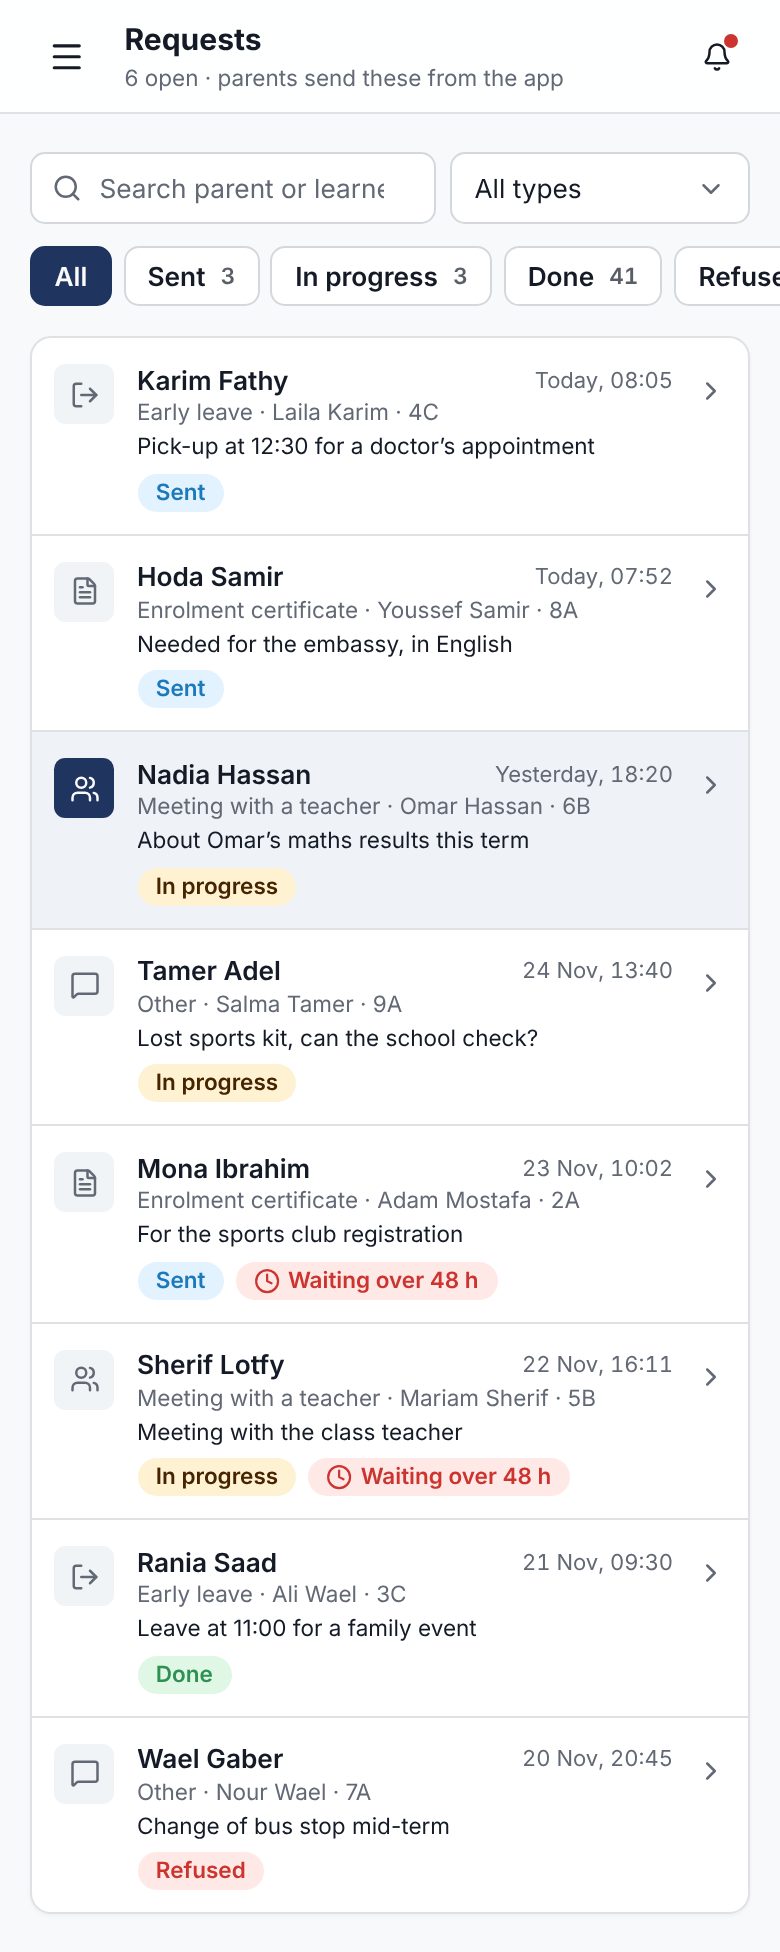 Requests
6 open · parents send these from the app
Search parent or learne
All types
All
Sent 3
In progress 3
Done 41
Refuse
Karim Fathy
Today, 08:05
Early leave · Laila Karim · 4C
Pick-up at 12:30 for a doctor’s appointment
Sent
Hoda Samir
Today, 07:52
Enrolment certificate · Youssef Samir · 8A
Needed for the embassy, in English
Sent
Nadia Hassan
Yesterday, 18:20
Meeting with a teacher · Omar Hassan · 6B
About Omar’s maths results this term
In progress
Tamer Adel
24 Nov, 13:40
Other · Salma Tamer · 9A
Lost sports kit, can the school check?
In progress
Mona Ibrahim
23 Nov, 10:02
Enrolment certificate · Adam Mostafa · 2A
For the sports club registration
Sent
Waiting over 48 h
Sherif Lotfy
22 Nov, 16:11
Meeting with a teacher · Mariam Sherif · 5B
Meeting with the class teacher
In progress
Waiting over 48 h
Rania Saad
21 Nov, 09:30
Early leave · Ali Wael · 3C
Leave at 11:00 for a family event
Done
Wael Gaber
20 Nov, 20:45
Other · Nour Wael · 7A
Change of bus stop mid-term
Refused